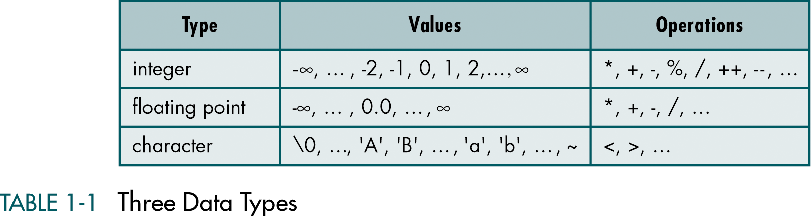 Type Values Operations
integer -∞, … , -2, -1, 0, 1, 2,…, ∞ *, +, -, %, /, ++, --, …
floating point -∞, … , 0.0, …, ∞ *, +, -, /, …
character \0, …, 'A', 'B', …, 'a', 'b', …, ~ <, >, …
TABLE 1-1 Three Data Types